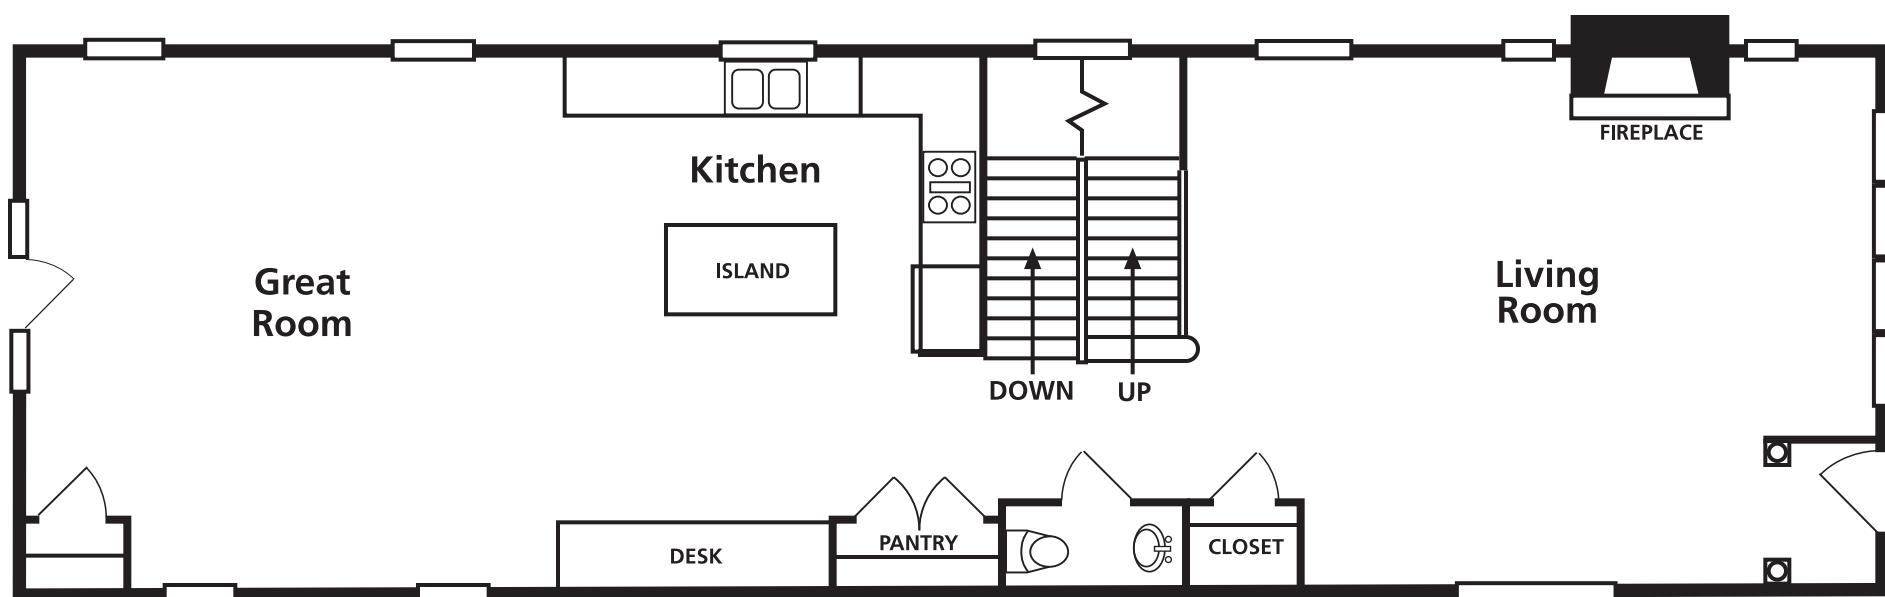 FIREPLACE
Kitchen
ISLAND
Great
Room
Living
Room
DOWN
UP
DESK
PANTRY
CLOSET